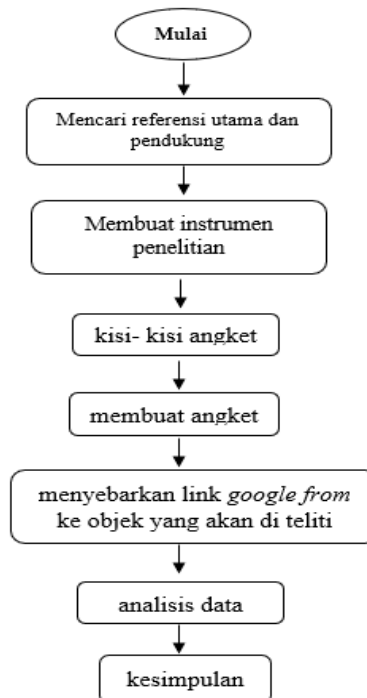 Mulai
Mencari referensi utama dan
pendukung
Membuat instrumen
penelitian
kisi- kisi angket
membuat angket
menyebarkan link google from
ke objek yang akan di teliti
analisis data
kesimpulan